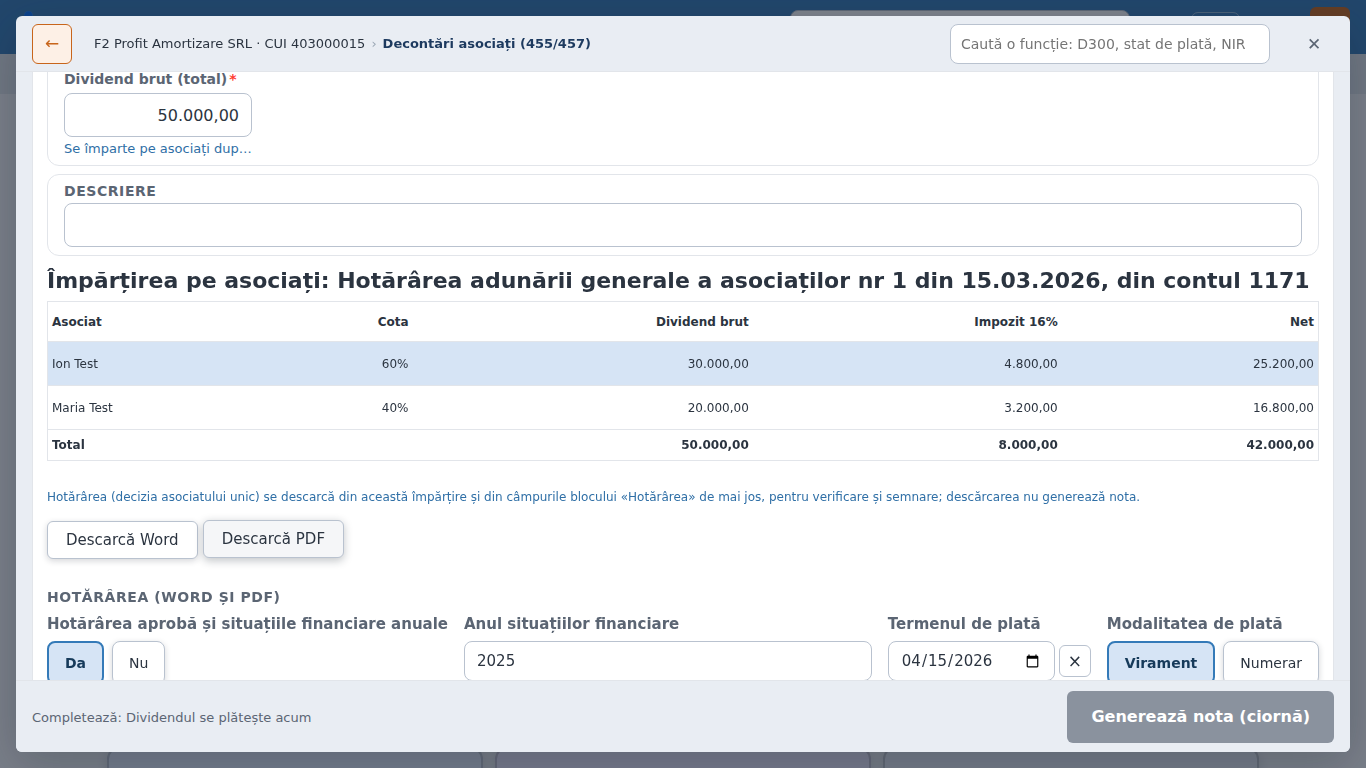 ← F2 Profit Amortizare SRL · CUI 403000015 › Decontări asociați (455/457) Caută o funcție: D300, stat de plată, NIR ✕
Dividend brut (total)*
50.000,00
Se împarte pe asociați dup…
DESCRIERE
Împărțirea pe asociați: Hotărârea adunării generale a asociaților nr 1 din 15.03.2026, din contul 1171
Asociat Cota Dividend brut Impozit 16% Net
Ion Test 60% 30.000,00 4.800,00 25.200,00
Maria Test 40% 20.000,00 3.200,00 16.800,00
Total 50.000,00 8.000,00 42.000,00
Hotărârea (decizia asociatului unic) se descarcă din această împărțire și din câmpurile blocului «Hotărârea» de mai jos, pentru verificare și semnare; descărcarea nu generează nota.
Descarcă Word Descarcă PDF
HOTĂRÂREA (WORD ȘI PDF)
Hotărârea aprobă și situațiile financiare anuale Anul situațiilor financiare Termenul de plată Modalitatea de plată
Da Nu 2025 04/15/2026 × Virament Numerar
Completează: Dividendul se plătește acum Generează nota (ciornă)